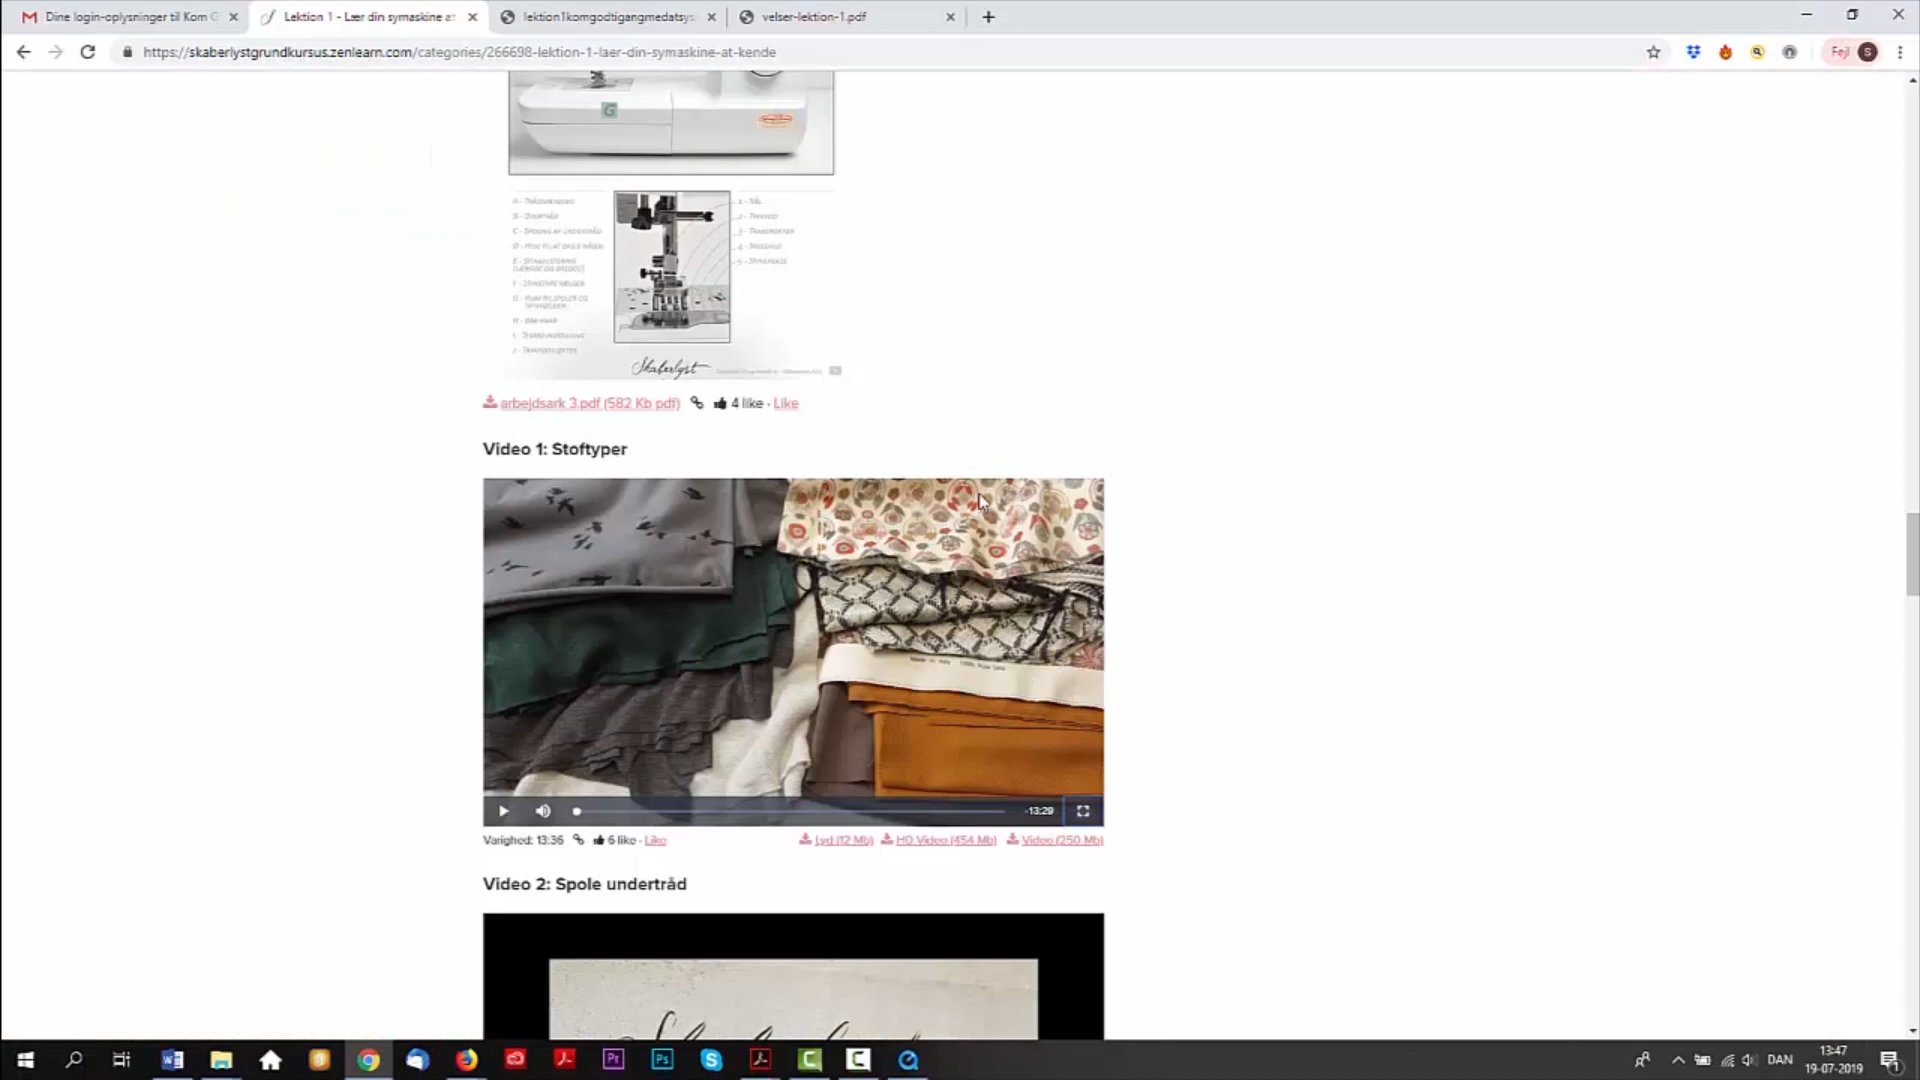 Dine login-oplysninger til Kom G
Lektion 1 - Lær din symaskine at
lektion1komgodtigangmedatsy
velser-lektion-1.pdf
https://skaberlystgrundkursus.zenlearn.com/categories/266698-lektion-1-laer-din-symaskine-at-kende
Fejl
S
G
Skaberlyst
arbejdsark 3.pdf (582 Kb pdf) 4 like · Like
Video 1: Stoftyper
-13:29
Varighed: 13:36 6 like · Like Lyd (12 Mb) HD Video (454 Mb) Video (250 Mb)
Video 2: Spole undertråd
DAN
13:47
19-07-2019